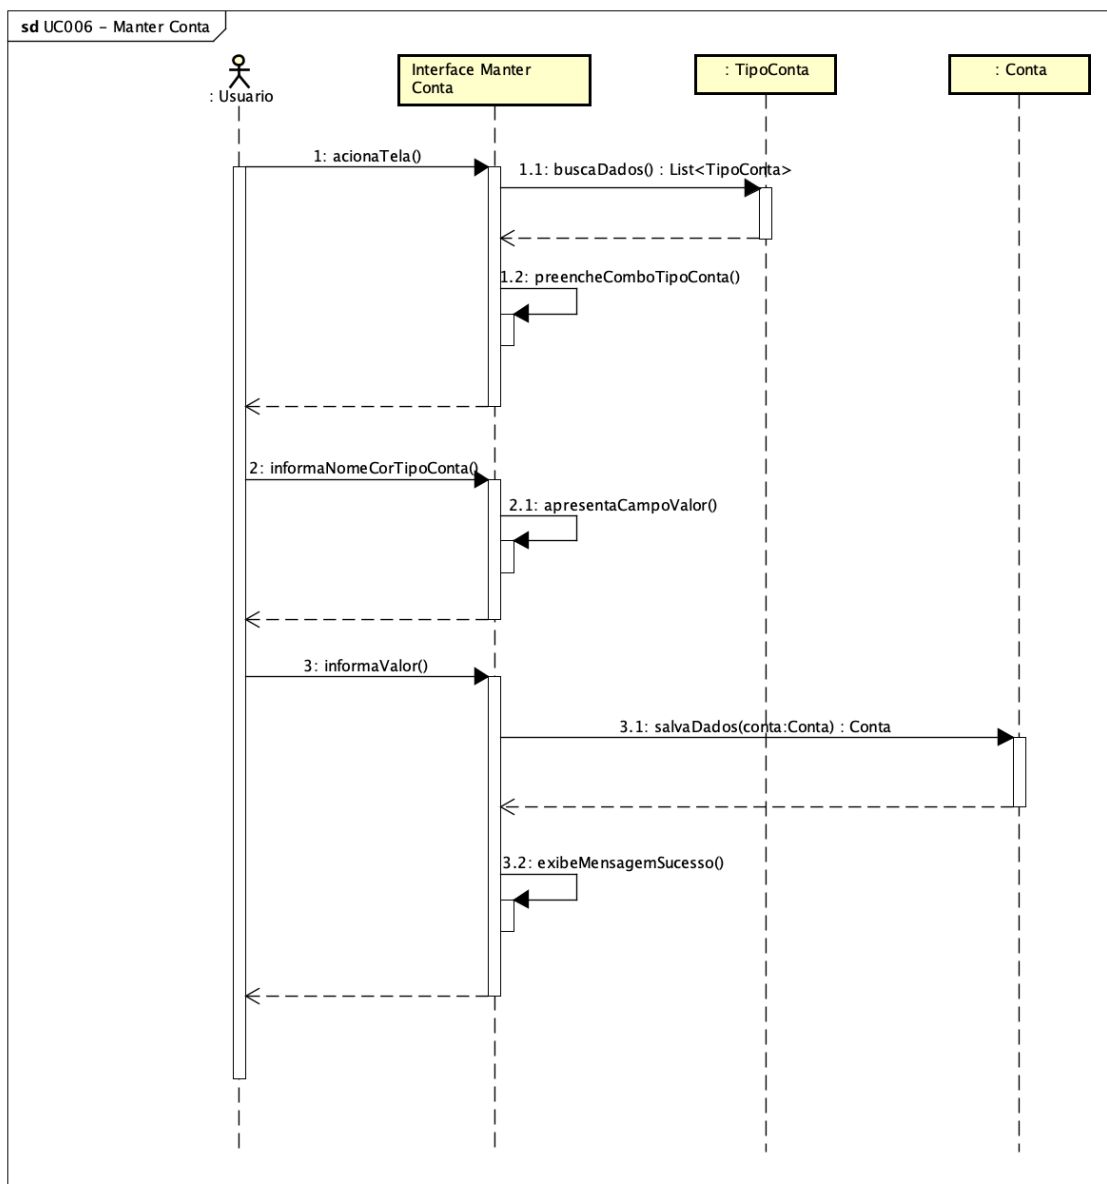 sd UC006 - Manter Conta
: Usuario
Interface Manter
Conta
: TipoConta
: Conta
1: acionaTela()
1.1: buscaDados() : List<TipoConta>
1.2: preencheComboTipoConta()
2: informaNomeCorTipoConta()
2.1: apresentaCampoValor()
3: informaValor()
3.1: salvaDados(conta:Conta) : Conta
3.2: exibeMensagemSucesso()